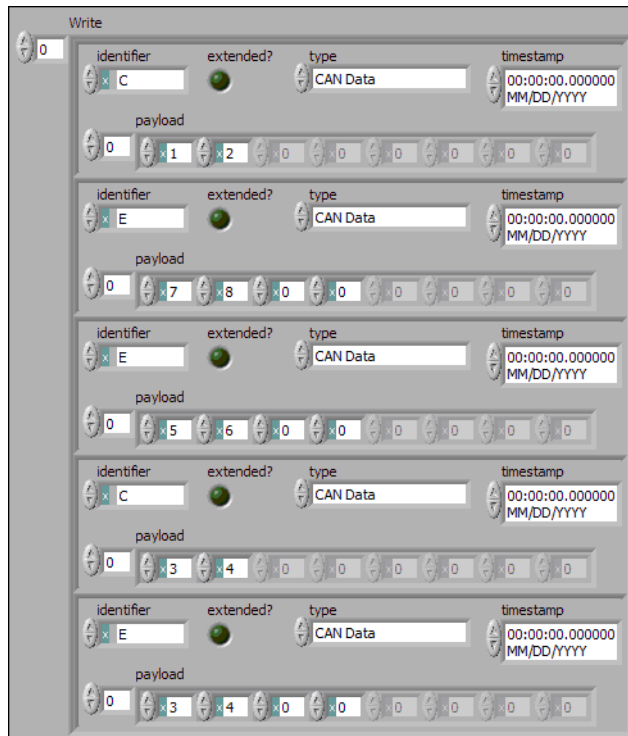 Write
0
identifier extended? type timestamp
x C CAN Data 00:00:00.000000
MM/DD/YYYY
payload
0 x 1 x 2 x 0 x 0 x 0 x 0 x 0 x 0
identifier extended? type timestamp
x E CAN Data 00:00:00.000000
MM/DD/YYYY
payload
0 x 7 x 8 x 0 x 0 x 0 x 0 x 0 x 0
identifier extended? type timestamp
x E CAN Data 00:00:00.000000
MM/DD/YYYY
payload
0 x 5 x 6 x 0 x 0 x 0 x 0 x 0 x 0
identifier extended? type timestamp
x C CAN Data 00:00:00.000000
MM/DD/YYYY
payload
0 x 3 x 4 x 0 x 0 x 0 x 0 x 0 x 0
identifier extended? type timestamp
x E CAN Data 00:00:00.000000
MM/DD/YYYY
payload
0 x 3 x 4 x 0 x 0 x 0 x 0 x 0 x 0